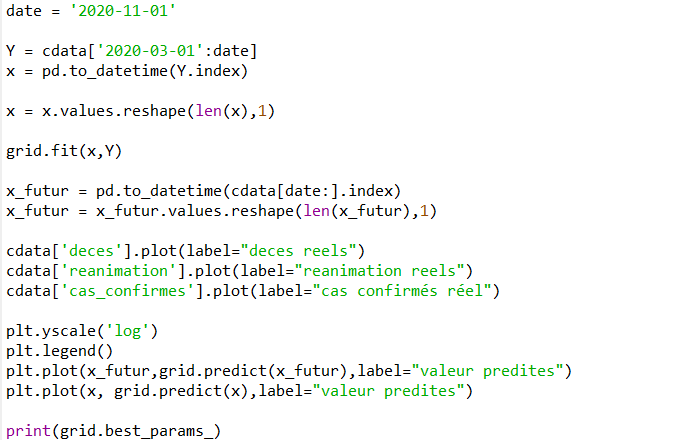 date = '2020-11-01'
Y = cdata['2020-03-01':date]
x = pd.to_datetime(Y.index)
x = x.values.reshape(len(x),1)
grid.fit(x,Y)
x_futur = pd.to_datetime(cdata[date:].index)
x_futur = x_futur.values.reshape(len(x_futur),1)
cdata['deces'].plot(label="deces reels")
cdata['reanimation'].plot(label="reanimation reels")
cdata['cas_confirmes'].plot(label="cas confirmés réel")
plt.yscale('log')
plt.legend()
plt.plot(x_futur,grid.predict(x_futur),label="valeur predites")
plt.plot(x, grid.predict(x),label="valeur predites")
print(grid.best_params_)